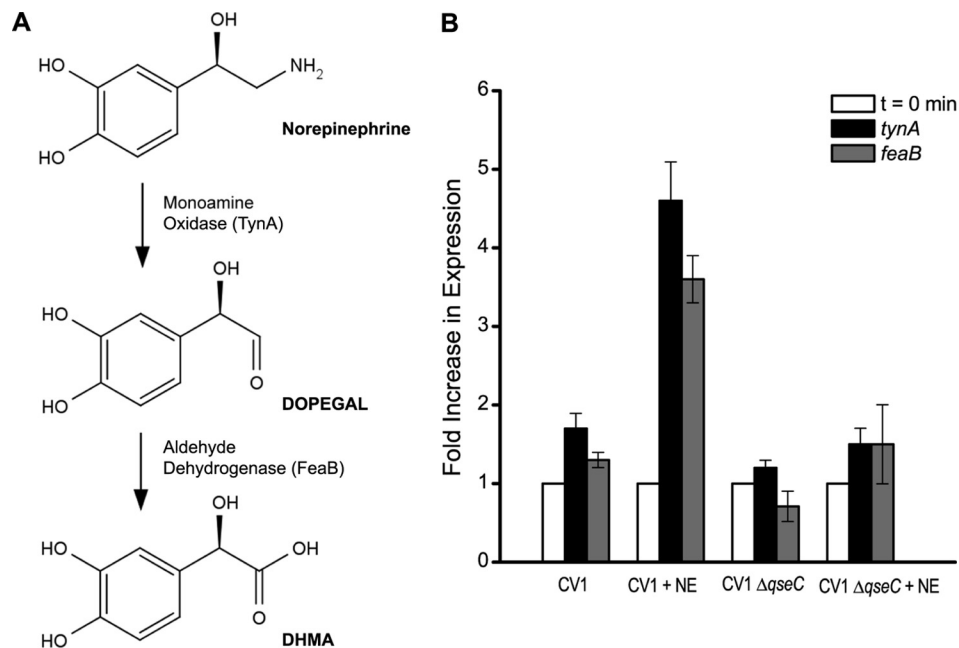 A
OH
HO
NH2
HO
Norepinephrine
Monoamine
Oxidase (TynA)
OH
HO
HO
O
DOPEGAL
Aldehyde
Dehydrogenase (FeaB)
OH
HO
OH
HO
O
DHMA
B
Fold Increase in Expression
6
5
4
3
2
1
0
t = 0 min
tynA
feaB
CV1
CV1 + NE
CV1 ΔqseC
CV1 ΔqseC + NE